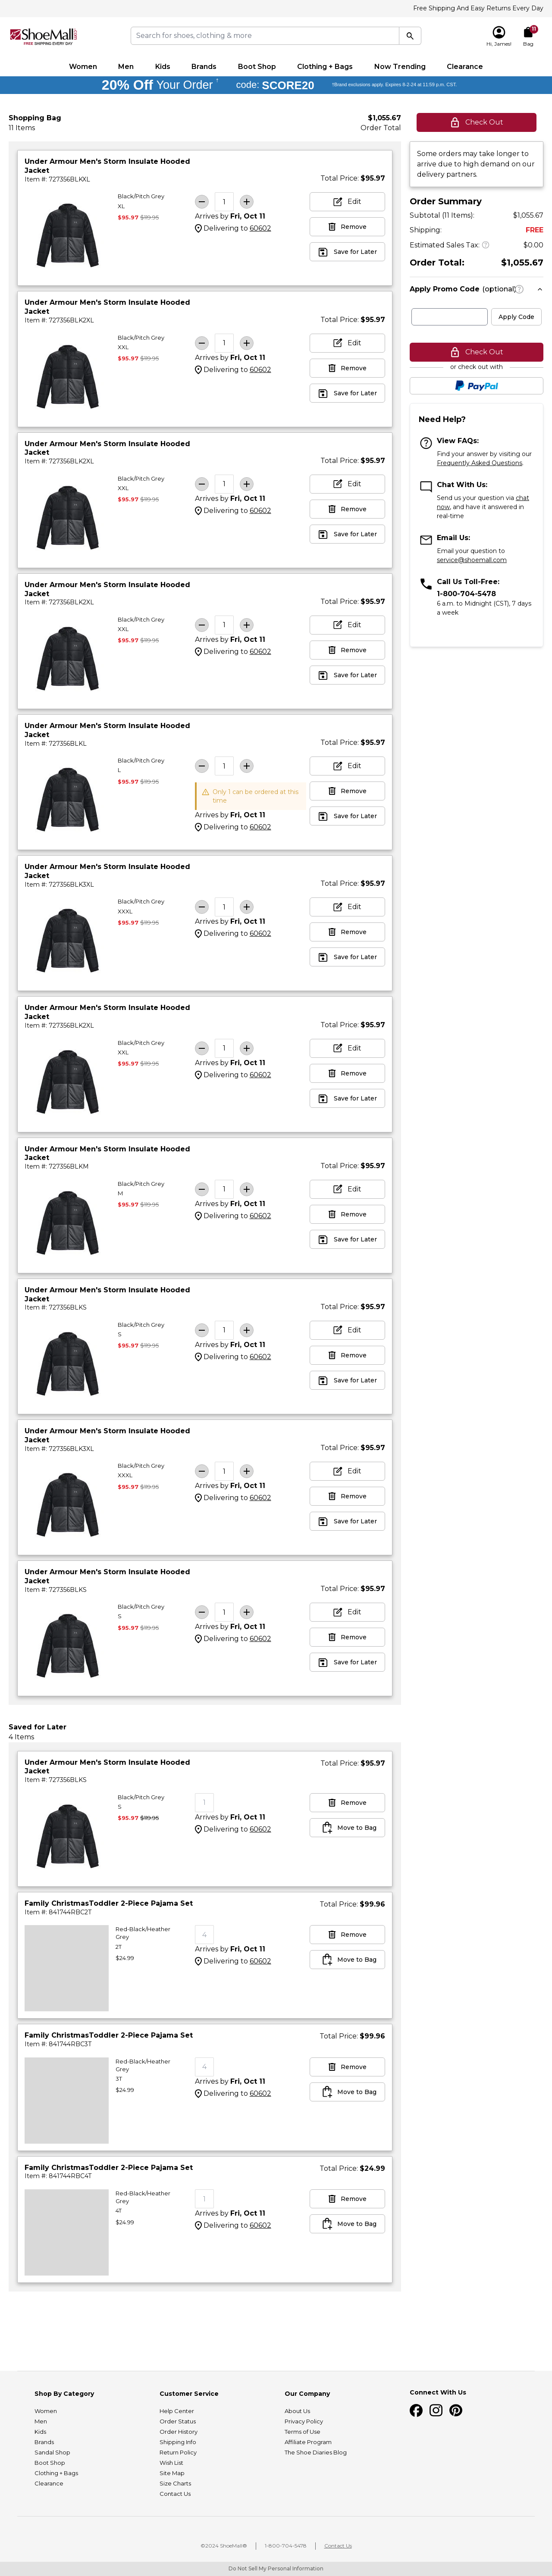 Free Shipping And Easy Returns Every Day
ShoeMall
FREE SHIPPING EVERY DAY
Search for shoes, clothing & more
Hi, James!
11
Bag
Women Men Kids Brands Boot Shop Clothing + Bags Now Trending Clearance
20% Off Your Order † code: SCORE20 †Brand exclusions apply. Expires 9-2-24 at 11:59 p.m. CST.
Shopping Bag
11 Items
$1,055.67
Order Total
Under Armour Men's Storm Insulate Hooded
Jacket
Item #: 727356BLKXL
Total Price: $95.97
Black/Pitch Grey
XL
$95.97 $119.95
1
Arrives by Fri, Oct 11
Delivering to 60602
Edit
Remove
Save for Later
Under Armour Men's Storm Insulate Hooded
Jacket
Item #: 727356BLK2XL
Total Price: $95.97
Black/Pitch Grey
XXL
$95.97 $119.95
1
Arrives by Fri, Oct 11
Delivering to 60602
Edit
Remove
Save for Later
Under Armour Men's Storm Insulate Hooded
Jacket
Item #: 727356BLK2XL
Total Price: $95.97
Black/Pitch Grey
XXL
$95.97 $119.95
1
Arrives by Fri, Oct 11
Delivering to 60602
Edit
Remove
Save for Later
Under Armour Men's Storm Insulate Hooded
Jacket
Item #: 727356BLK2XL
Total Price: $95.97
Black/Pitch Grey
XXL
$95.97 $119.95
1
Arrives by Fri, Oct 11
Delivering to 60602
Edit
Remove
Save for Later
Under Armour Men's Storm Insulate Hooded
Jacket
Item #: 727356BLKL
Total Price: $95.97
Black/Pitch Grey
L
$95.97 $119.95
1
Only 1 can be ordered at this
time
Arrives by Fri, Oct 11
Delivering to 60602
Edit
Remove
Save for Later
Under Armour Men's Storm Insulate Hooded
Jacket
Item #: 727356BLK3XL
Total Price: $95.97
Black/Pitch Grey
XXXL
$95.97 $119.95
1
Arrives by Fri, Oct 11
Delivering to 60602
Edit
Remove
Save for Later
Under Armour Men's Storm Insulate Hooded
Jacket
Item #: 727356BLK2XL
Total Price: $95.97
Black/Pitch Grey
XXL
$95.97 $119.95
1
Arrives by Fri, Oct 11
Delivering to 60602
Edit
Remove
Save for Later
Under Armour Men's Storm Insulate Hooded
Jacket
Item #: 727356BLKM
Total Price: $95.97
Black/Pitch Grey
M
$95.97 $119.95
1
Arrives by Fri, Oct 11
Delivering to 60602
Edit
Remove
Save for Later
Under Armour Men's Storm Insulate Hooded
Jacket
Item #: 727356BLKS
Total Price: $95.97
Black/Pitch Grey
S
$95.97 $119.95
1
Arrives by Fri, Oct 11
Delivering to 60602
Edit
Remove
Save for Later
Under Armour Men's Storm Insulate Hooded
Jacket
Item #: 727356BLK3XL
Total Price: $95.97
Black/Pitch Grey
XXXL
$95.97 $119.95
1
Arrives by Fri, Oct 11
Delivering to 60602
Edit
Remove
Save for Later
Under Armour Men's Storm Insulate Hooded
Jacket
Item #: 727356BLKS
Total Price: $95.97
Black/Pitch Grey
S
$95.97 $119.95
1
Arrives by Fri, Oct 11
Delivering to 60602
Edit
Remove
Save for Later
Saved for Later
4 Items
Under Armour Men's Storm Insulate Hooded
Jacket
Item #: 727356BLKS
Total Price: $95.97
Black/Pitch Grey
S
$95.97 $119.95
1
Arrives by Fri, Oct 11
Delivering to 60602
Remove
Move to Bag
Family ChristmasToddler 2-Piece Pajama Set
Item #: 841744RBC2T
Total Price: $99.96
Red-Black/Heather
Grey
2T
$24.99
4
Arrives by Fri, Oct 11
Delivering to 60602
Remove
Move to Bag
Family ChristmasToddler 2-Piece Pajama Set
Item #: 841744RBC3T
Total Price: $99.96
Red-Black/Heather
Grey
3T
$24.99
4
Arrives by Fri, Oct 11
Delivering to 60602
Remove
Move to Bag
Family ChristmasToddler 2-Piece Pajama Set
Item #: 841744RBC4T
Total Price: $24.99
Red-Black/Heather
Grey
4T
$24.99
1
Arrives by Fri, Oct 11
Delivering to 60602
Remove
Move to Bag
Check Out
Some orders may take longer to
arrive due to high demand on our
delivery partners.
Order Summary
Subtotal (11 Items): $1,055.67
Shipping: FREE
Estimated Sales Tax: $0.00
Order Total: $1,055.67
Apply Promo Code (optional)
Apply Code
Check Out
or check out with
PayPal
Need Help?
View FAQs:
Find your answer by visiting our
Frequently Asked Questions.
Chat With Us:
Send us your question via chat
now, and have it answered in
real-time
Email Us:
Email your question to
service@shoemall.com
Call Us Toll-Free:
1-800-704-5478
6 a.m. to Midnight (CST), 7 days
a week
Shop By Category
Women
Men
Kids
Brands
Sandal Shop
Boot Shop
Clothing + Bags
Clearance
Customer Service
Help Center
Order Status
Order History
Shipping Info
Return Policy
Wish List
Site Map
Size Charts
Contact Us
Our Company
About Us
Privacy Policy
Terms of Use
Affiliate Program
The Shoe Diaries Blog
Connect With Us
©2024 ShoeMall® 1-800-704-5478 Contact Us
Do Not Sell My Personal Information